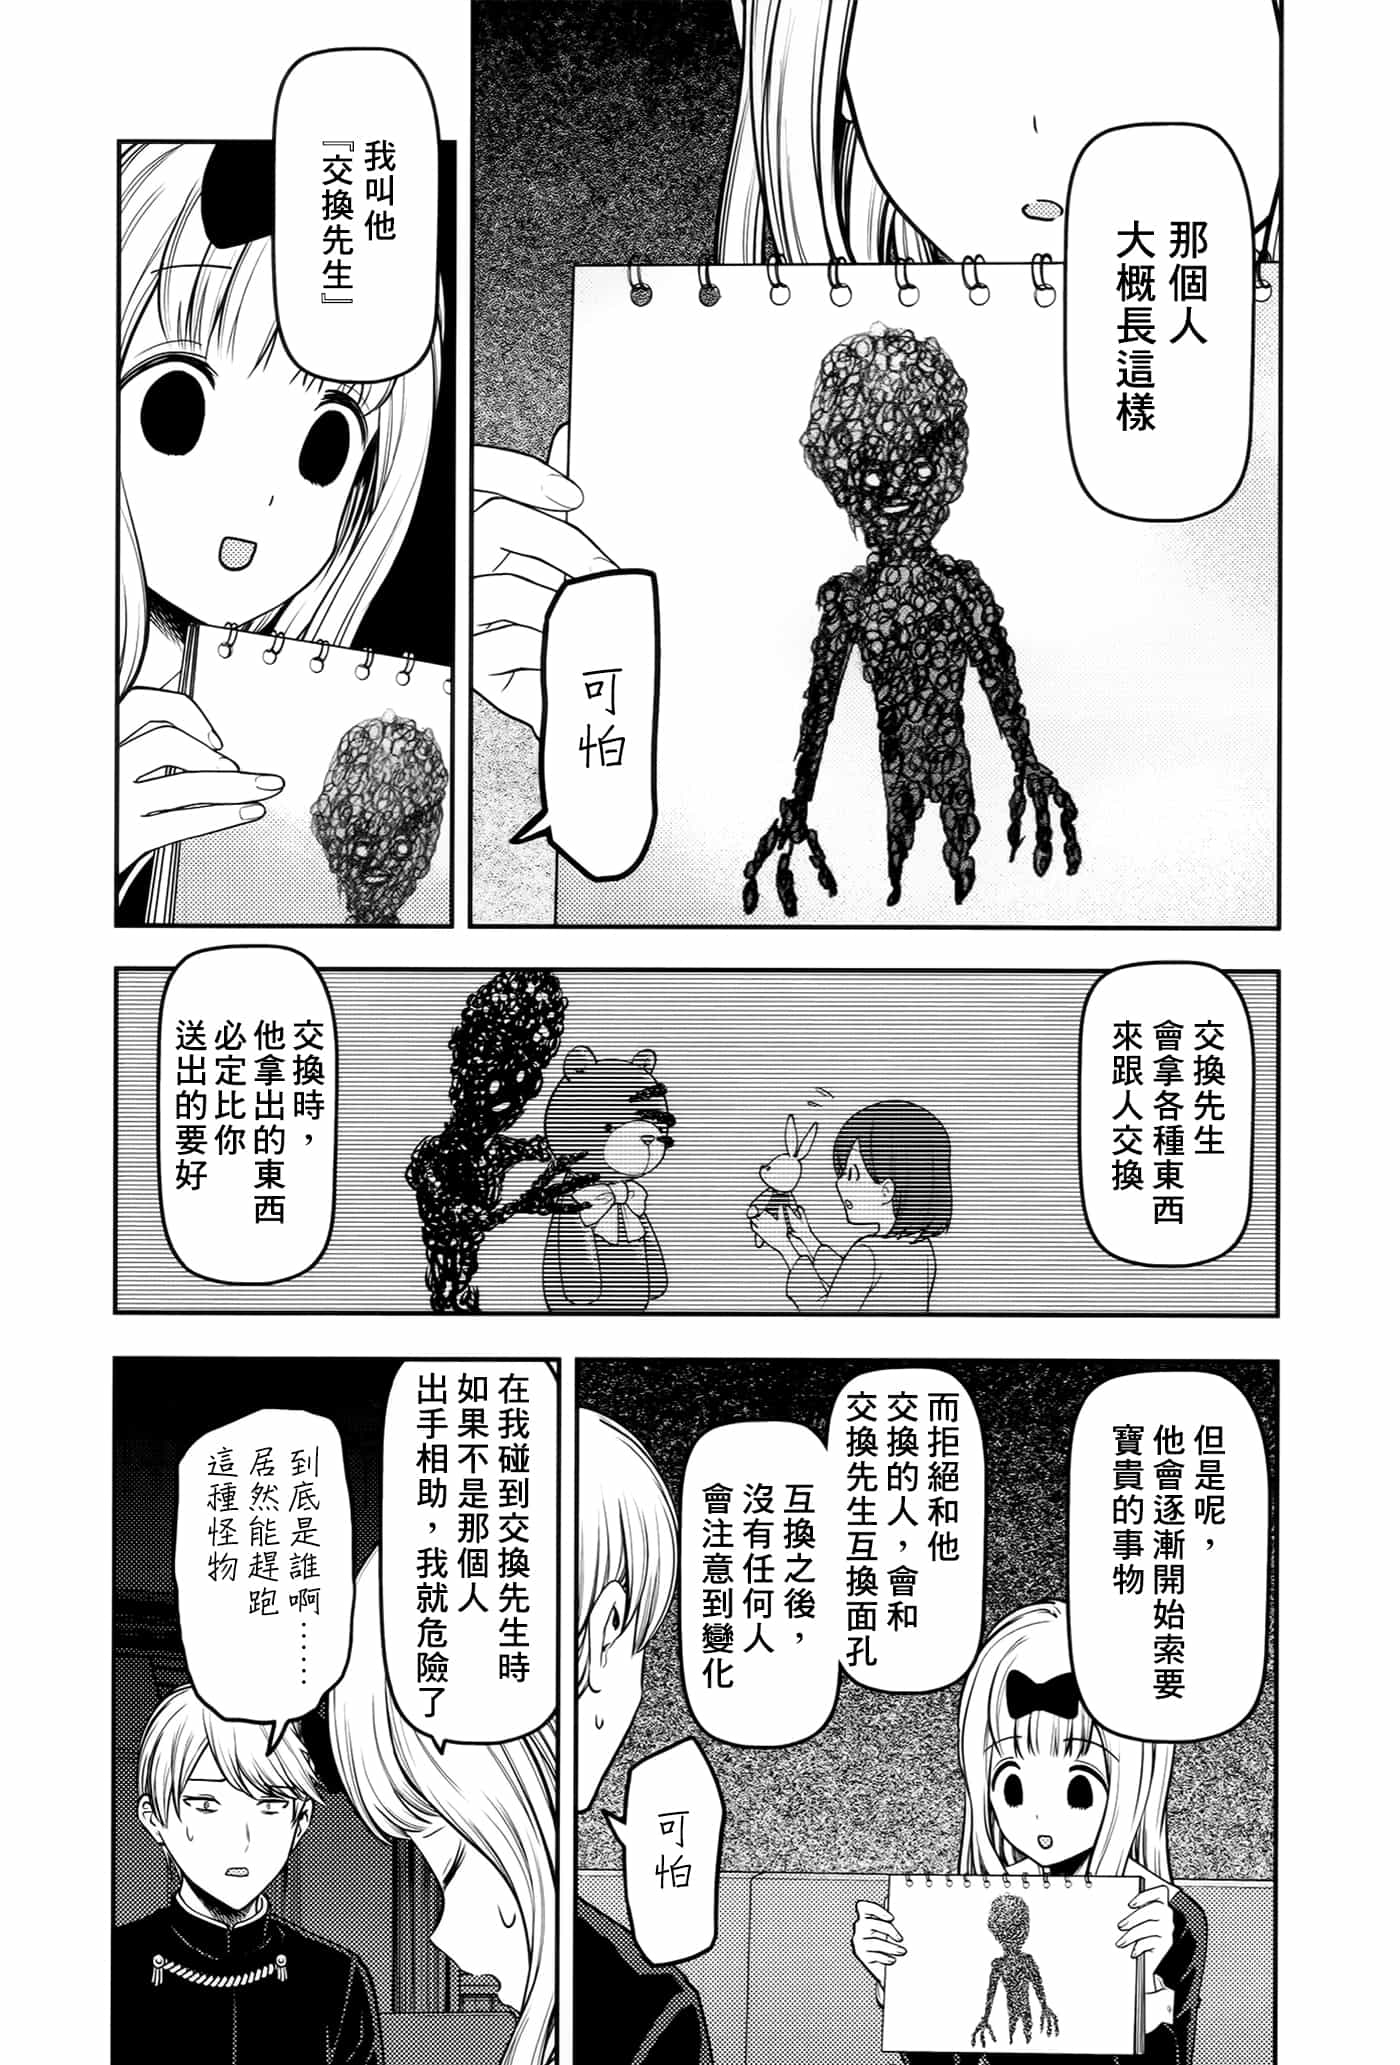 那個人
大概長這樣
可怕
我叫他
『交換先生』
交換先生
會拿各種東西
來跟人交換
交換時，
他拿出的東西
必定比你
送出的要好
但是呢，
他會逐漸開始索要
寶貴的事物
而拒絕和他
交換的人，會和
交換先生互換面孔
互換之後，
沒有任何人
會注意到變化
可怕
在我碰到交換先生時
如果不是那個人
出手相助，我就危險了
到底是誰啊……
居然能趕跑
這種怪物